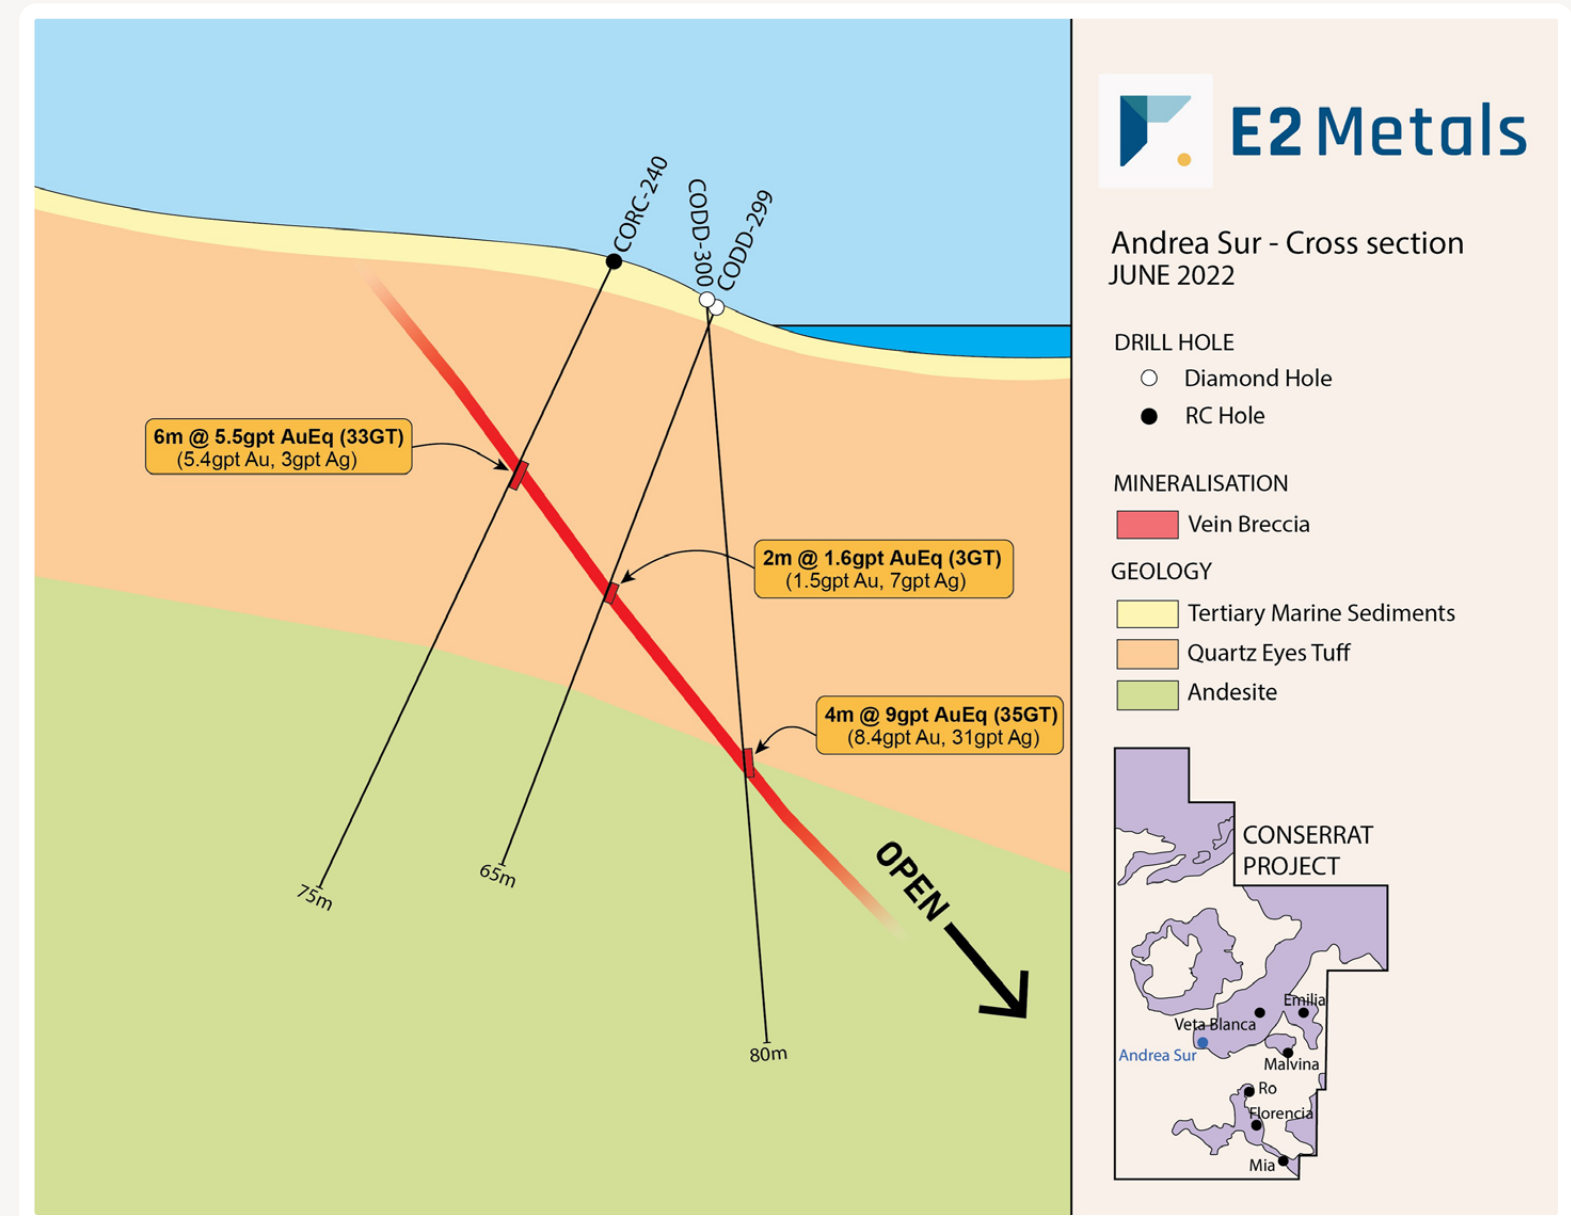 CORC-240
CODD-300
CODD-299
6m @ 5.5gpt AuEq (33GT)
(5.4gpt Au, 3gpt Ag)
2m @ 1.6gpt AuEq (3GT)
(1.5gpt Au, 7gpt Ag)
4m @ 9gpt AuEq (35GT)
(8.4gpt Au, 31gpt Ag)
OPEN
75m
65m
80m
E2 Metals
Andrea Sur - Cross section
JUNE 2022
DRILL HOLE
Diamond Hole
RC Hole
MINERALISATION
Vein Breccia
GEOLOGY
Tertiary Marine Sediments
Quartz Eyes Tuff
Andesite
CONSERRAT
PROJECT
Emilia
Veta Blanca
Andrea Sur
Malvina
Ro
Florencia
Mia